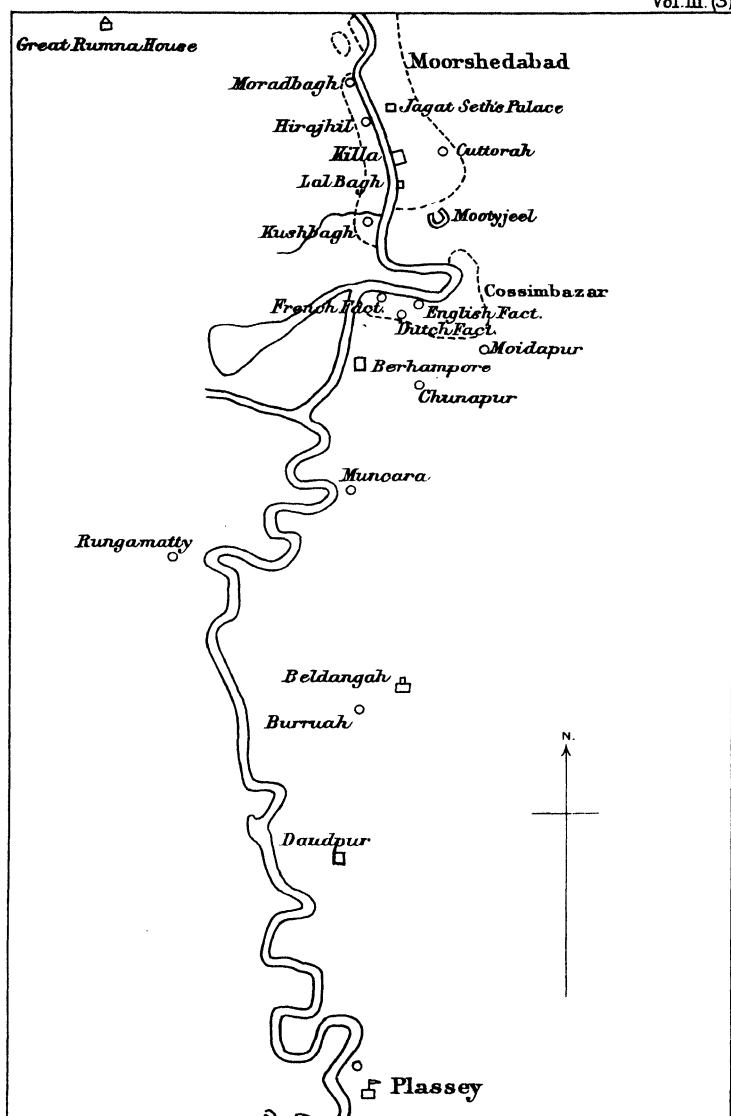 Vol. III. (3)
Great Rumna House
Moorshedabad
Moradbagh
Jagat Seth's Palace
Hirajhil
Killa
Cuttorah
Lal Bagh
Mootyjeel
Kushbagh
Cossimbazar
French Fact.
English Fact.
Dutch Fact.
Moidapur
Berhampore
Chunapur
Muncara
Rungamatty
Beldangah
Burruah
N.
Daudpur
Plassey